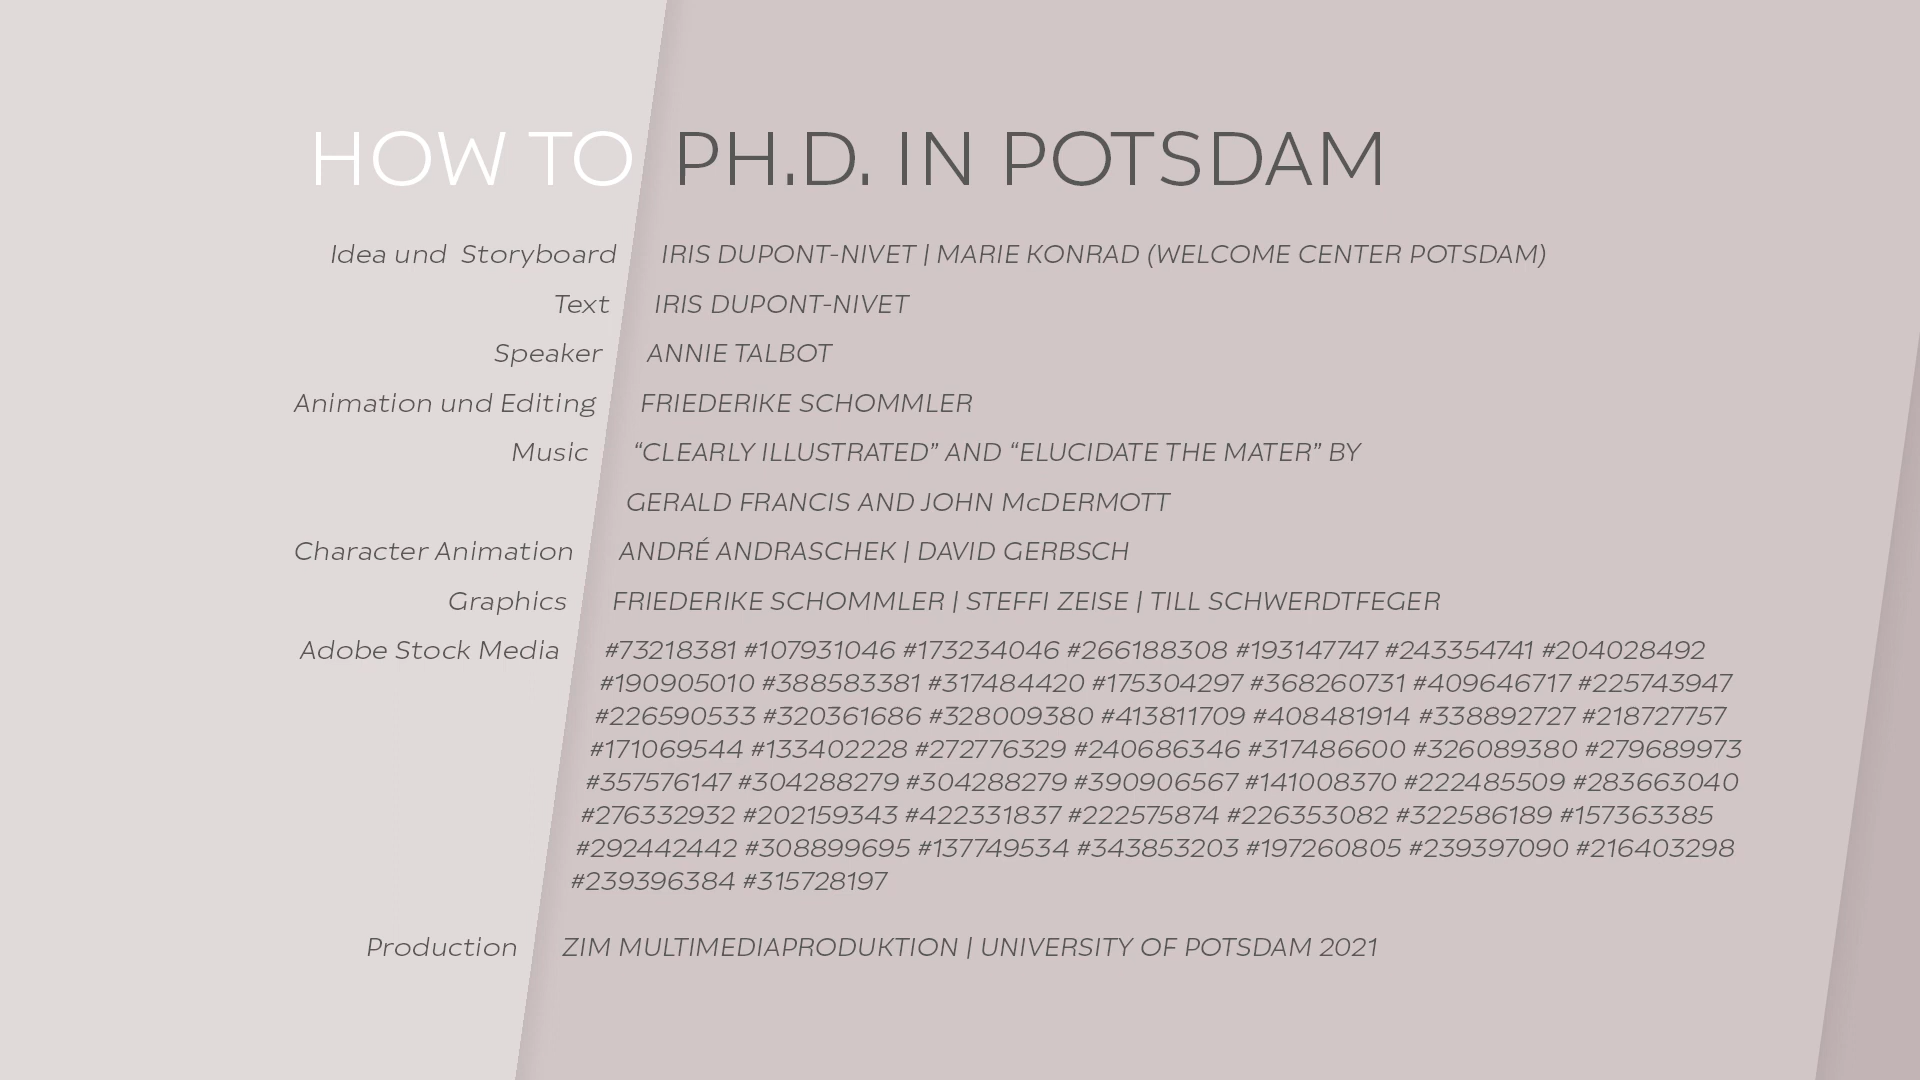 HOW TO PH.D. IN POTSDAM
Idea und Storyboard IRIS DUPONT-NIVET | MARIE KONRAD (WELCOME CENTER POTSDAM)
Text IRIS DUPONT-NIVET
Speaker ANNIE TALBOT
Animation und Editing FRIEDERIKE SCHOMMLER
Music “CLEARLY ILLUSTRATED” AND “ELUCIDATE THE MATER” BY
GERALD FRANCIS AND JOHN McDERMOTT
Character Animation ANDRÉ ANDRASCHEK | DAVID GERBSCH
Graphics FRIEDERIKE SCHOMMLER | STEFFI ZEISE | TILL SCHWERDTFEGER
Adobe Stock Media #73218381 #107931046 #173234046 #266188308 #193147747 #243354741 #204028492
#190905010 #388583381 #317484420 #175304297 #368260731 #409646717 #225743947
#226590533 #320361686 #328009380 #413811709 #408481914 #338892727 #218727757
#171069544 #133402228 #272776329 #240686346 #317486600 #326089380 #279689973
#357576147 #304288279 #304288279 #390906567 #141008370 #222485509 #283663040
#276332932 #202159343 #422331837 #222575874 #226353082 #322586189 #157363385
#292442442 #308899695 #137749534 #343853203 #197260805 #239397090 #216403298
#239396384 #315728197
Production ZIM MULTIMEDIAPRODUKTION | UNIVERSITY OF POTSDAM 2021